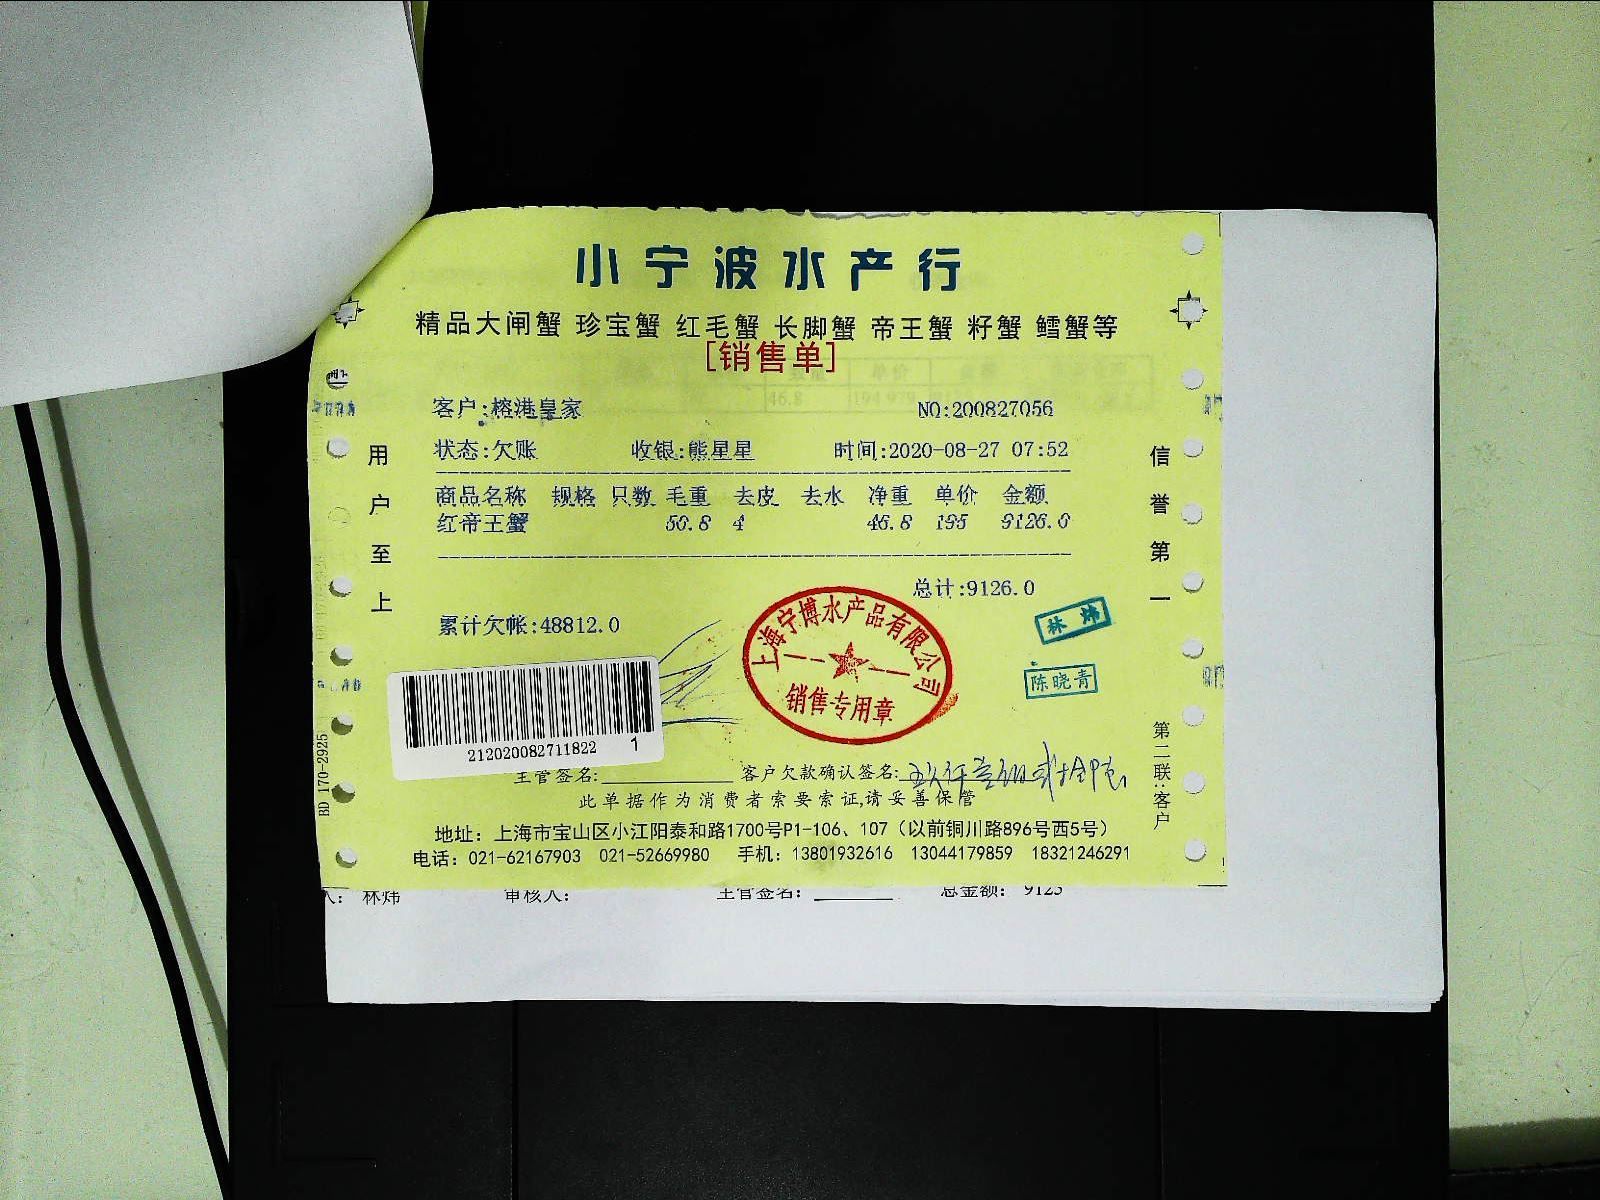 小宁波水产行
精品大闸蟹 珍宝蟹 红毛蟹 长脚蟹 帝王蟹 籽蟹 鳕蟹等
[销售单]
客户:榕港皇家 NO:200827056
状态:欠账 收银:熊星星 时间:2020-08-27 07:52
商品名称 规格 只数 毛重 去皮 去水 净重 单价 金额
红帝王蟹 50.8 4 46.8 195 9126.0
总计:9126.0
累计欠帐:48812.0
上海宁博水产品有限公司
销售专用章
林炜
陈晓青
212020082711822 1
主管签名: 客户欠款确认签名:
此单据作为消费者索要索证,请妥善保管
地址：上海市宝山区小江阳泰和路1700号P1-106、107（以前铜川路896号西5号）
电话：021-62167903 021-52669980 手机：13801932616 13044179859 18321246291
用户至上
信誉第一
第二联:客户
BD 170-2925
林炜 审核人： 主管签名： 总金额： 9123